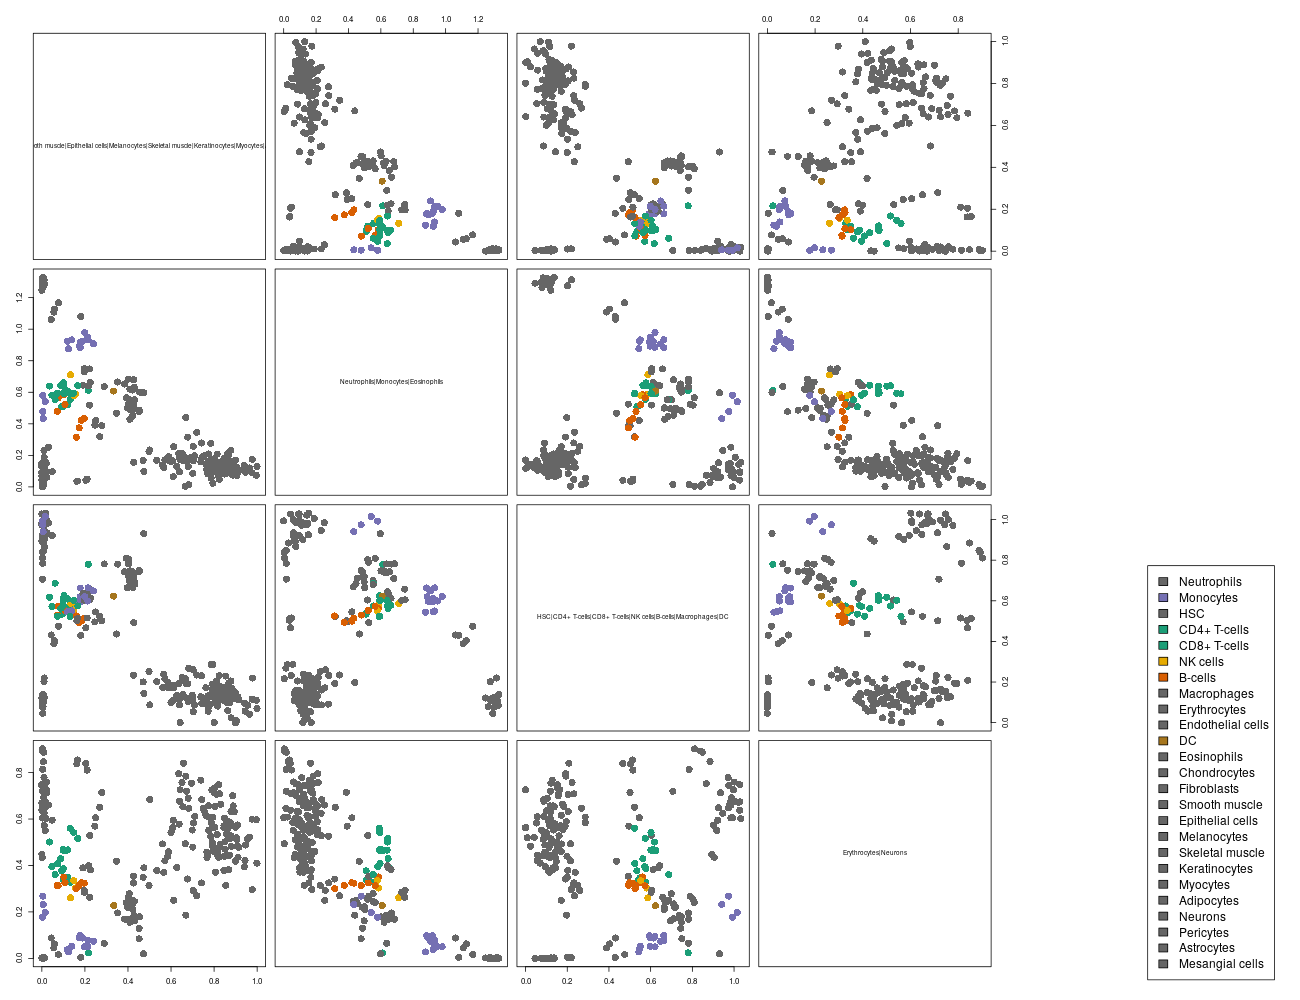 0.0 0.2 0.4 0.6 0.8 1.0 1.2
0.0 0.2 0.4 0.6 0.8
oth muscle|Epithelial cells|Melanocytes|Skeletal muscle|Keratinocytes|Myocytes|
0.0 0.2 0.4 0.6 0.8 1.0
0.0 0.2 0.4 0.6 0.8 1.0 1.2
Neutrophils|Monocytes|Eosinophils
HSC|CD4+ T-cells|CD8+ T-cells|NK cells|B-cells|Macrophages|DC
0.0 0.2 0.4 0.6 0.8 1.0
0.0 0.2 0.4 0.6 0.8
Erythrocytes|Neurons
0.0 0.2 0.4 0.6 0.8 1.0
0.0 0.2 0.4 0.6 0.8 1.0
Neutrophils
Monocytes
HSC
CD4+ T-cells
CD8+ T-cells
NK cells
B-cells
Macrophages
Erythrocytes
Endothelial cells
DC
Eosinophils
Chondrocytes
Fibroblasts
Smooth muscle
Epithelial cells
Melanocytes
Skeletal muscle
Keratinocytes
Myocytes
Adipocytes
Neurons
Pericytes
Astrocytes
Mesangial cells